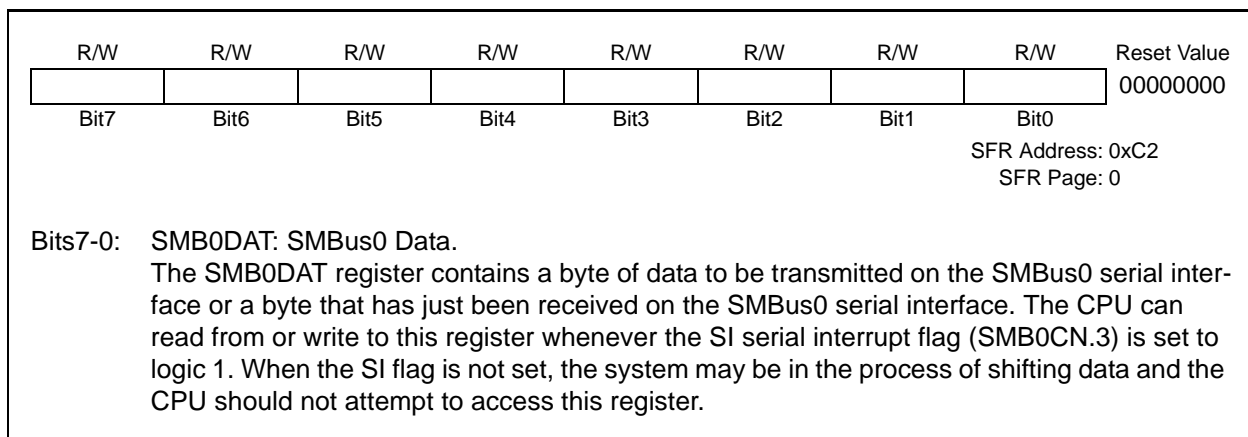 R/W R/W R/W R/W R/W R/W R/W R/W Reset Value
00000000
Bit7 Bit6 Bit5 Bit4 Bit3 Bit2 Bit1 Bit0
SFR Address: 0xC2
SFR Page: 0
Bits7-0: SMB0DAT: SMBus0 Data.
The SMB0DAT register contains a byte of data to be transmitted on the SMBus0 serial inter-
face or a byte that has just been received on the SMBus0 serial interface. The CPU can
read from or write to this register whenever the SI serial interrupt flag (SMB0CN.3) is set to
logic 1. When the SI flag is not set, the system may be in the process of shifting data and the
CPU should not attempt to access this register.